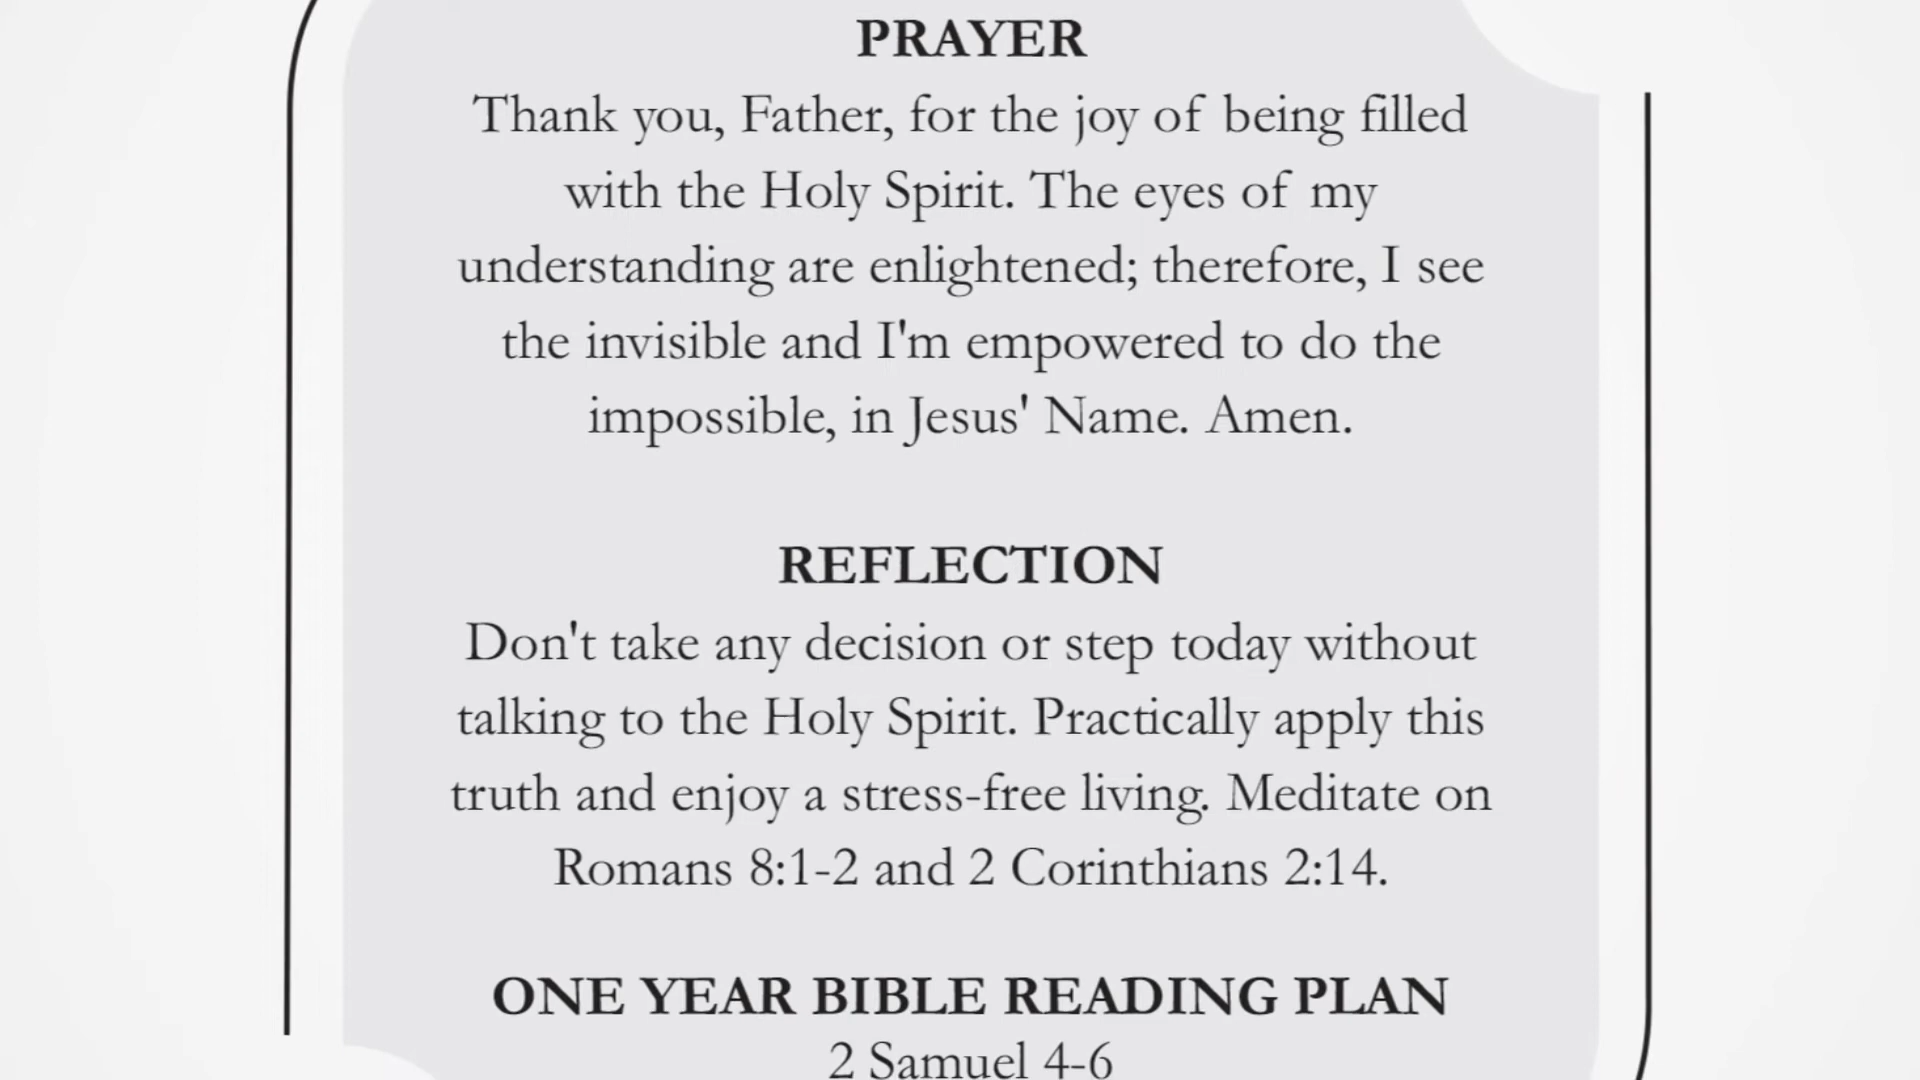 PRAYER
Thank you, Father, for the joy of being filled
with the Holy Spirit. The eyes of my
understanding are enlightened; therefore, I see
the invisible and I'm empowered to do the
impossible, in Jesus' Name. Amen.
REFLECTION
Don't take any decision or step today without
talking to the Holy Spirit. Practically apply this
truth and enjoy a stress-free living. Meditate on
Romans 8:1-2 and 2 Corinthians 2:14.
ONE YEAR BIBLE READING PLAN
2 Samuel 4-6